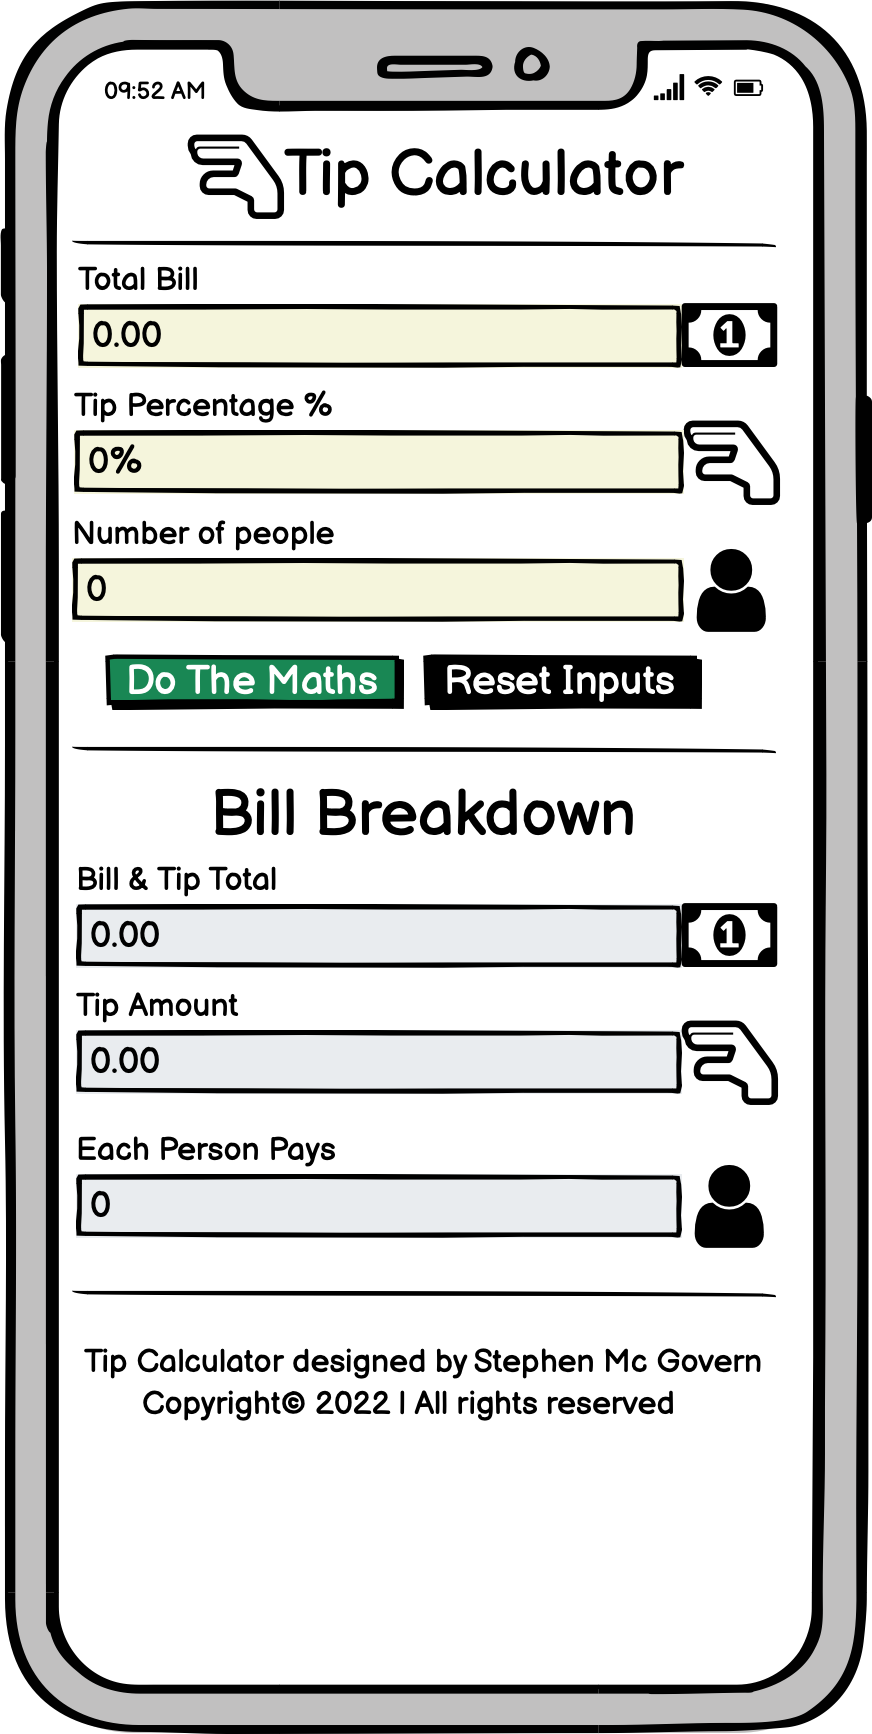 09:52 AM
Tip Calculator
Total Bill
0.00
1
Tip Percentage %
0%
Number of people
0
Do The Maths
Reset Inputs
Bill Breakdown
Bill & Tip Total
0.00
1
Tip Amount
0.00
Each Person Pays
0
Tip Calculator designed by Stephen Mc Govern
Copyright© 2022 | All rights reserved